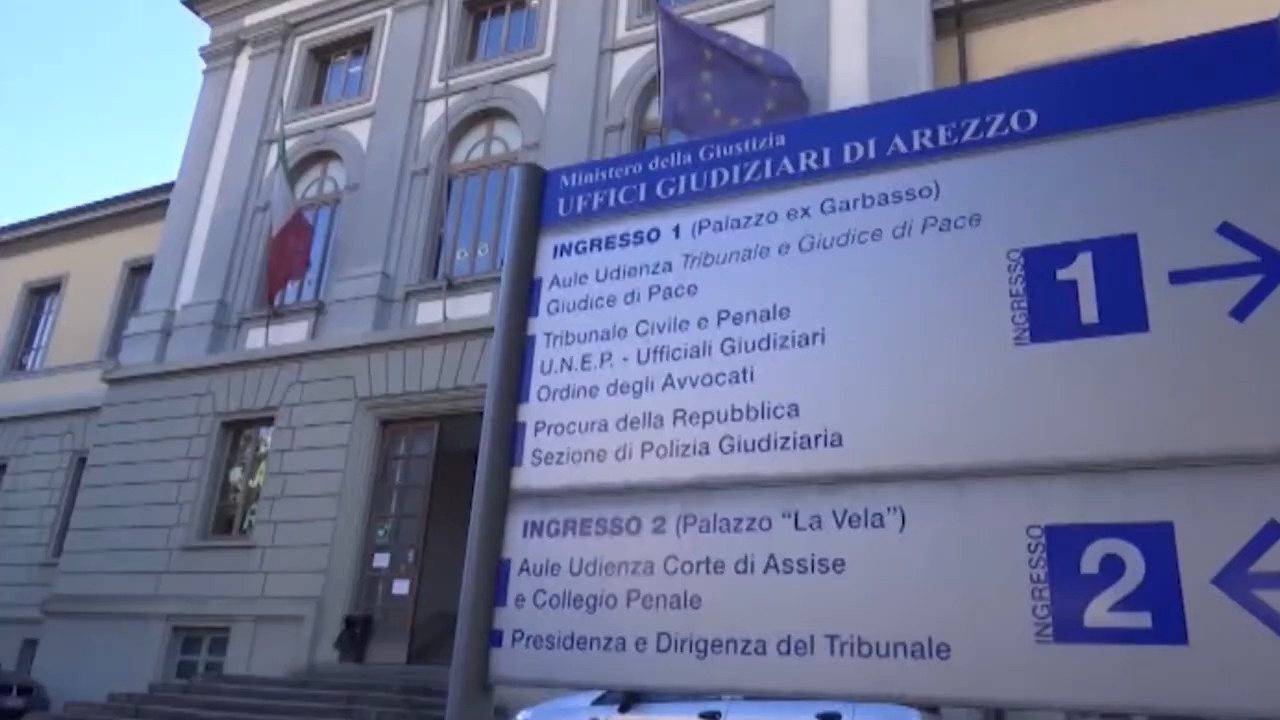 Ministero della Giustizia
UFFICI GIUDIZIARI DI AREZZO
INGRESSO 1 (Palazzo ex Garbasso)
Aule Udienza Tribunale e Giudice di Pace
Giudice di Pace
Tribunale Civile e Penale
U.N.E.P. - Ufficiali Giudiziari
Ordine degli Avvocati
Procura della Repubblica
Sezione di Polizia Giudiziaria
INGRESSO
1
INGRESSO 2 (Palazzo “La Vela”)
Aule Udienza Corte di Assise
e Collegio Penale
Presidenza e Dirigenza del Tribunale
INGRESSO
2